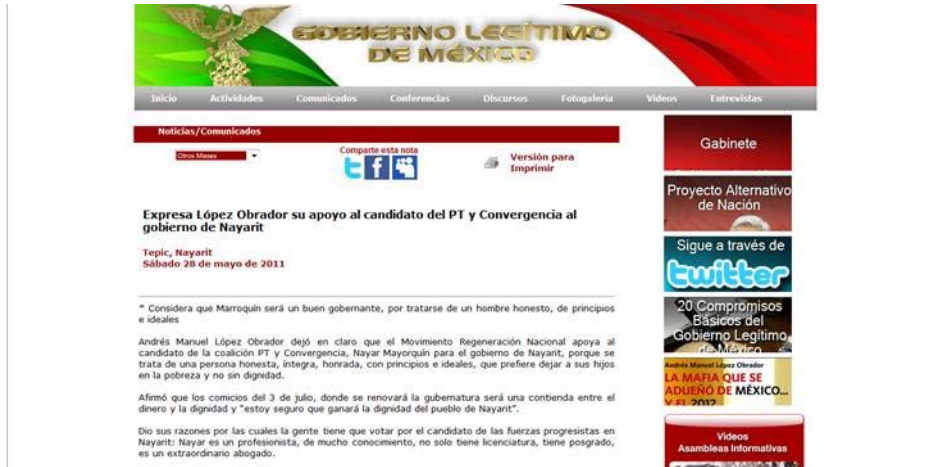 GOBIERNO LEGÍTIMO
DE MÉXICO
Inicio Actividades Comunicados Conferencias Discursos Fotogalería Videos Entrevistas
Noticias/Comunicados
Otros Meses
Comparte esta nota
Versión para
Imprimir
Expresa López Obrador su apoyo al candidato del PT y Convergencia al
gobierno de Nayarit
Tepic, Nayarit
Sábado 28 de mayo de 2011
* Considera que Marroquín será un buen gobernante, por tratarse de un hombre honesto, de principios
e ideales
Andrés Manuel López Obrador dejó en claro que el Movimiento Regeneración Nacional apoya al
candidato de la coalición PT y Convergencia, Nayar Mayorquín para el gobierno de Nayarit, porque se
trata de una persona honesta, íntegra, honrada, con principios e ideales, que prefiere dejar a sus hijos
en la pobreza y no sin dignidad.
Afirmó que los comicios del 3 de julio, donde se renovará la gubernatura será una contienda entre el
dinero y la dignidad y "estoy seguro que ganará la dignidad del pueblo de Nayarit".
Dio sus razones por las cuales la gente tiene que votar por el candidato de las fuerzas progresistas en
Nayarit: Nayar es un profesionista, de mucho conocimiento, no solo tiene licenciatura, tiene posgrado,
es un extraordinario abogado.
Gabinete
Proyecto Alternativo
de Nación
Sigue a través de
twitter
20 Compromisos
Básicos del
Gobierno Legítimo
de México
Andrés Manuel López Obrador
LA MAFIA QUE SE
ADUEÑÓ DE MÉXICO...
Y EL 2012
Videos
Asambleas Informativas